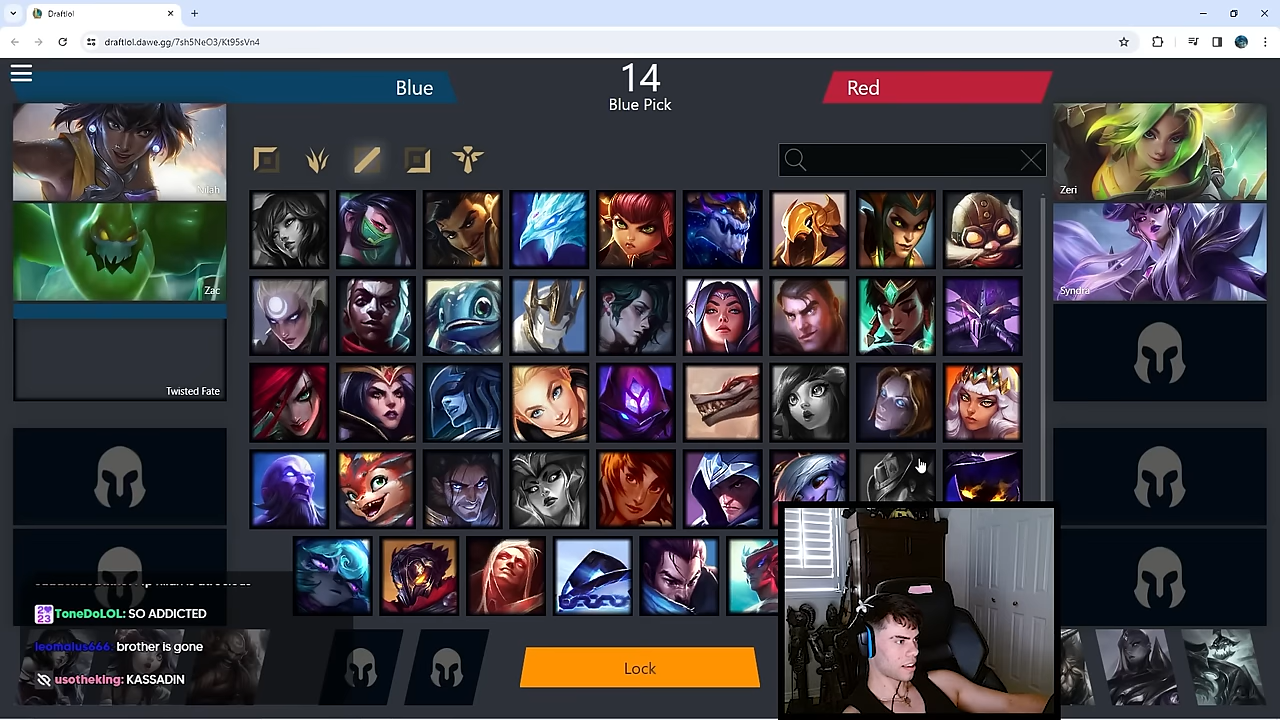 Draftlol
draftlol.dawe.gg/7sh5NeO3/Kt95sVn4
Blue
14
Blue Pick
Red
Nilah
Zac
Twisted Fate
Zeri
Syndra
ToneDoLOL: SO ADDICTED
leomalus666: brother is gone
usotheking: KASSADIN
Lock